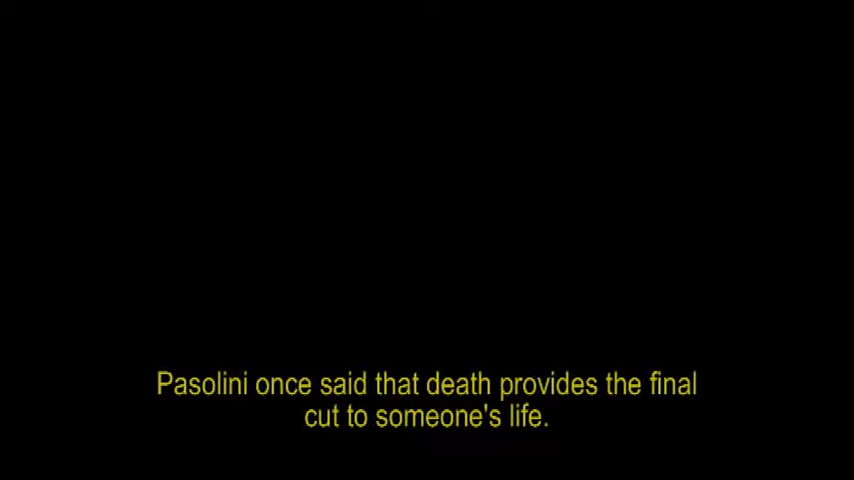 Pasolini once said that death provides the final
cut to someone's life.